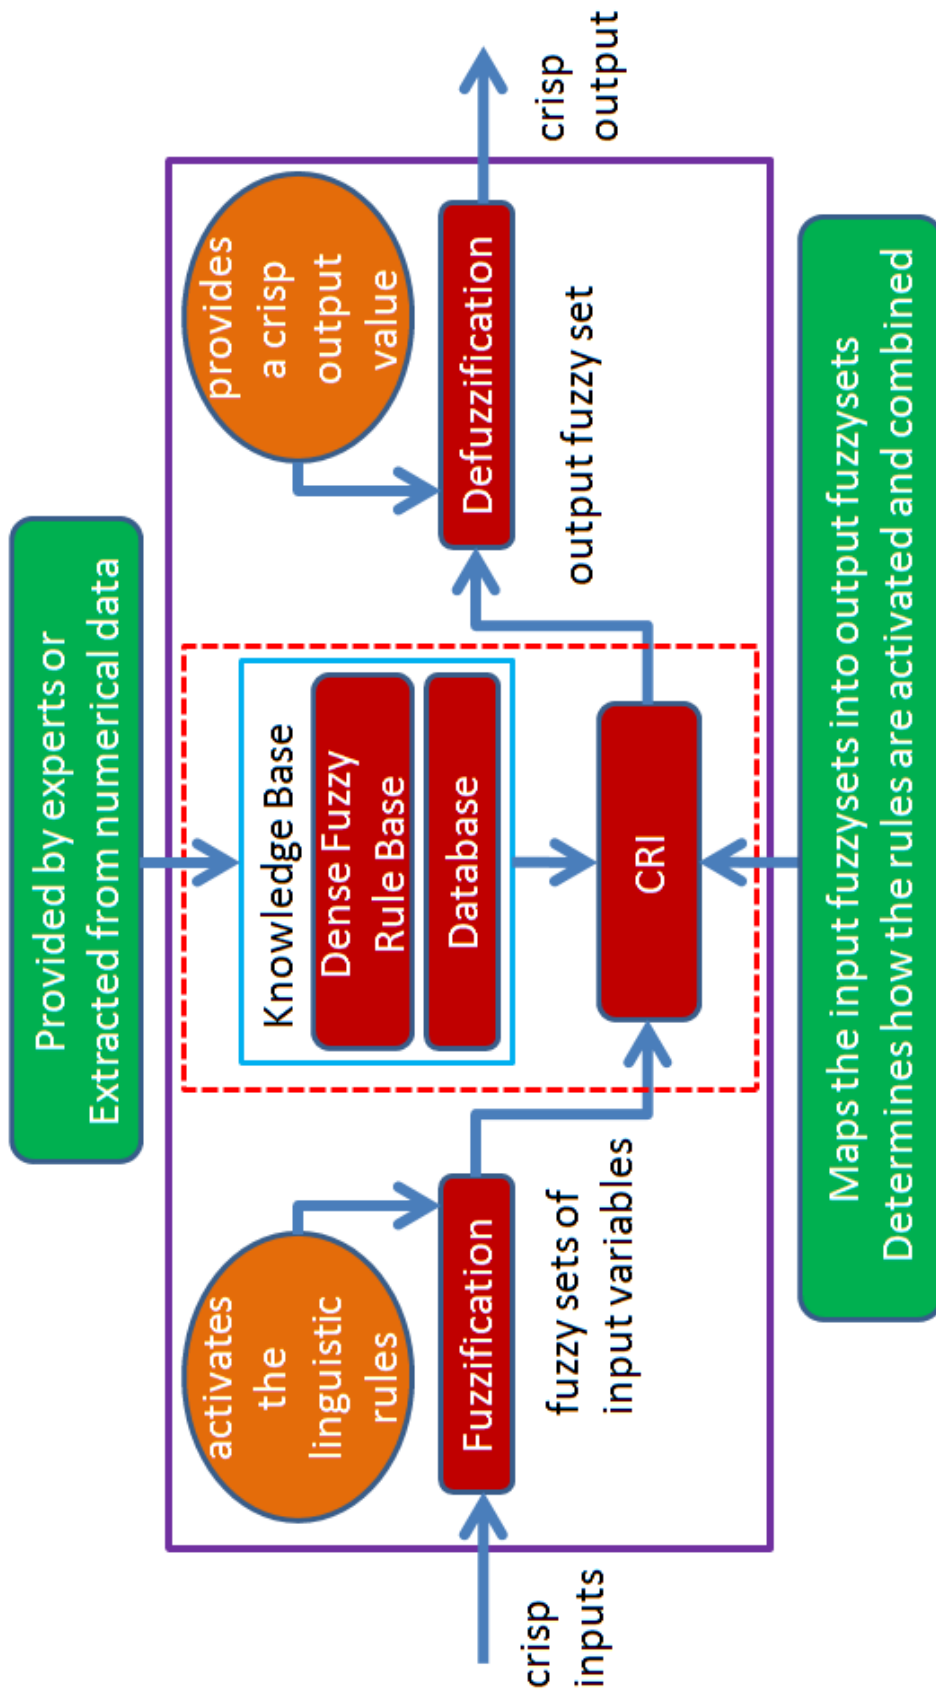 Provided by experts or
Extracted from numerical data
activates
the
linguistic
rules
Knowledge Base
Dense Fuzzy
Rule Base
Database
provides
a crisp
output
value
crisp
inputs
Fuzzification
fuzzy sets of
input variables
CRI
Defuzzification
output fuzzy set
crisp
output
Maps the input fuzzysets into output fuzzysets
Determines how the rules are activated and combined